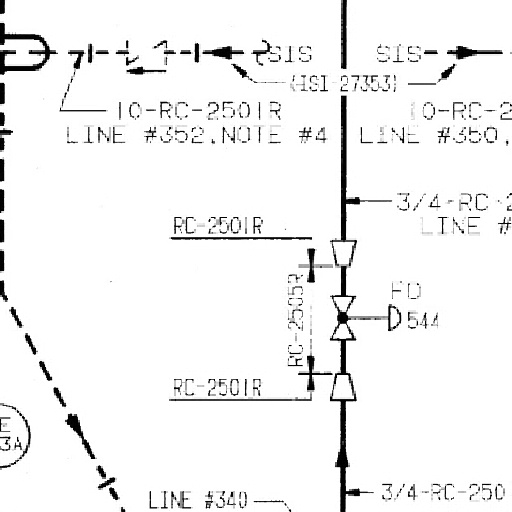 SIS
SIS
(ISI-27353)
10-RC-2501R
LINE #352, NOTE #4
10-RC-2
LINE #350,
3/4-RC-2
LINE #
RC-2501R
RC-2505R
FO
544
RC-2501R
E
3A
LINE #340
3/4-RC-250